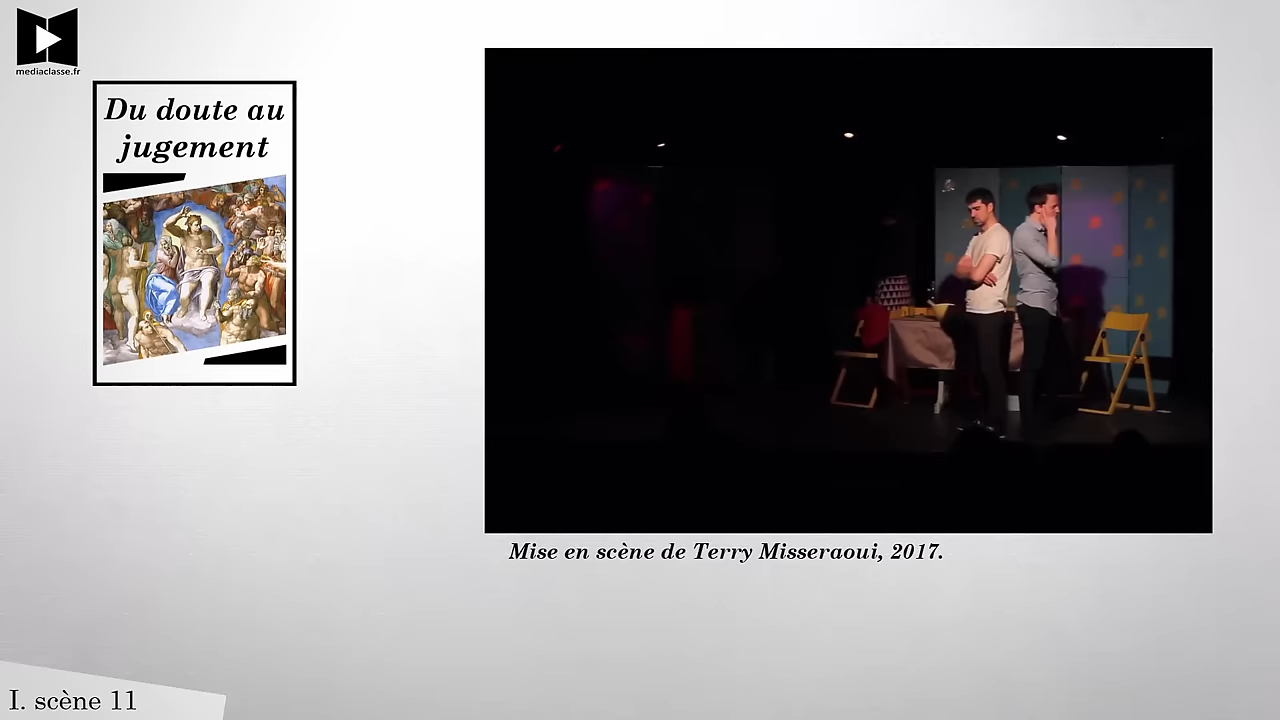 mediaclasse.fr
Du doute au
jugement
Mise en scène de Terry Misseraoui, 2017.
I. scène 11